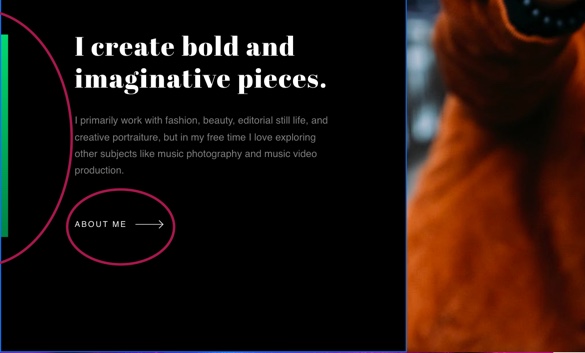 I create bold and
imaginative pieces.
I primarily work with fashion, beauty, editorial still life, and
creative portraiture, but in my free time I love exploring
other subjects like music photography and music video
production.
ABOUT ME